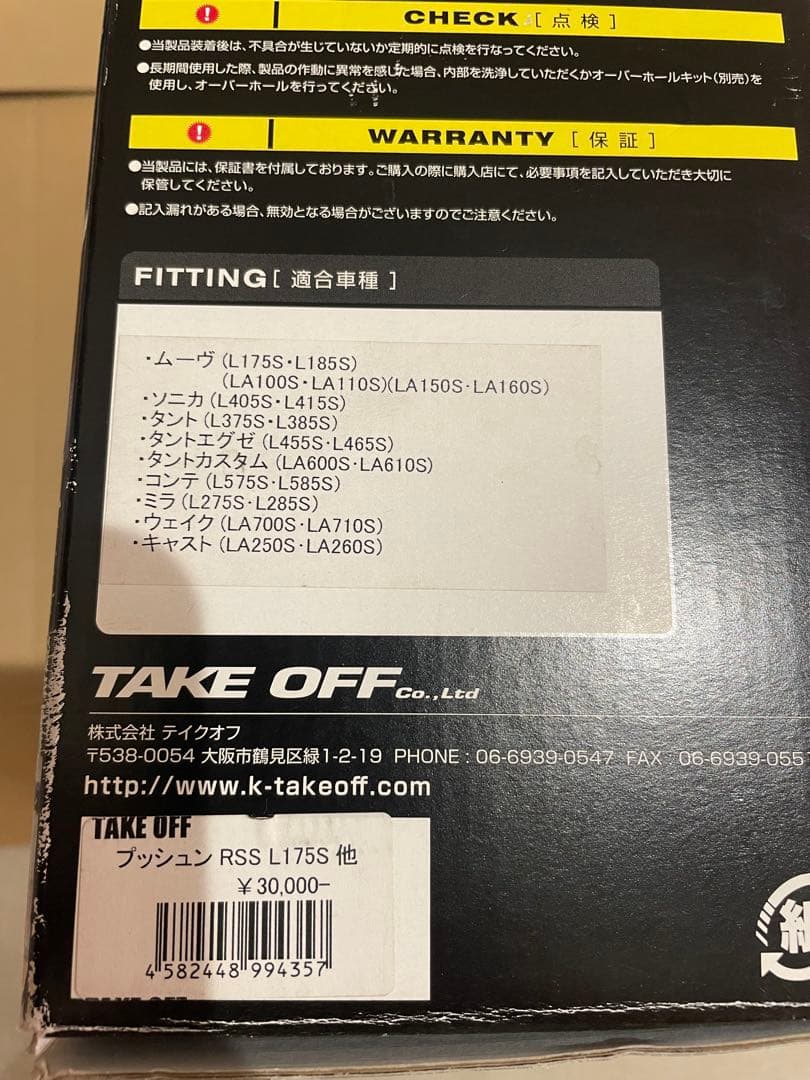 CHECK [ 点 検 ]
●当製品装着後は、不具合が生じていないか定期的に点検を行なってください。
●長期間使用した際、製品の作動に異常を感じた場合、内部を洗浄していただくかオーバーホールキット(別売)を
使用し、オーバーホールを行ってください。
WARRANTY [ 保 証 ]
●当製品には、保証書を付属しております。ご購入の際に購入店にて、必要事項を記入していただき大切に
保管してください。
●記入漏れがある場合、無効となる場合がございますのでご注意ください。
FITTING [ 適合車種 ]
・ムーヴ (L175S・L185S)
(LA100S・LA110S)(LA150S・LA160S)
・ソニカ (L405S・L415S)
・タント (L375S・L385S)
・タントエグゼ (L455S・L465S)
・タントカスタム (LA600S・LA610S)
・コンテ (L575S・L585S)
・ミラ (L275S・L285S)
・ウェイク (LA700S・LA710S)
・キャスト (LA250S・LA260S)
TAKE OFF Co.,Ltd
株式会社 テイクオフ
〒538-0054 大阪市鶴見区緑1-2-19 PHONE : 06-6939-0547 FAX : 06-6939-055
http://www.k-takeoff.com
TAKE OFF
プッシュン RSS L175S 他
¥30,000-
4582448994357
TAKE OFF